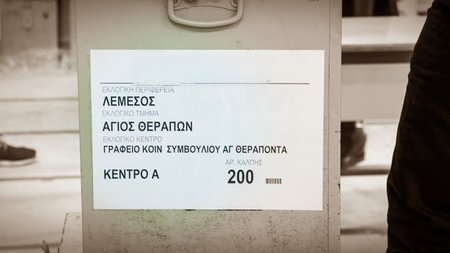 ΕΚΛΟΓΙΚΗ ΠΕΡΙΦΕΡΕΙΑ
ΛΕΜΕΣΟΣ
ΕΚΛΟΓΙΚΟ ΤΜΗΜΑ
ΑΓΙΟΣ ΘΕΡΑΠΩΝ
ΕΚΛΟΓΙΚΟ ΚΕΝΤΡΟ
ΓΡΑΦΕΙΟ ΚΟΙΝ ΣΥΜΒΟΥΛΙΟΥ ΑΓ ΘΕΡΑΠΟΝΤΑ
ΑΡ. ΚΑΛΠΗΣ
ΚΕΝΤΡΟ Α 200